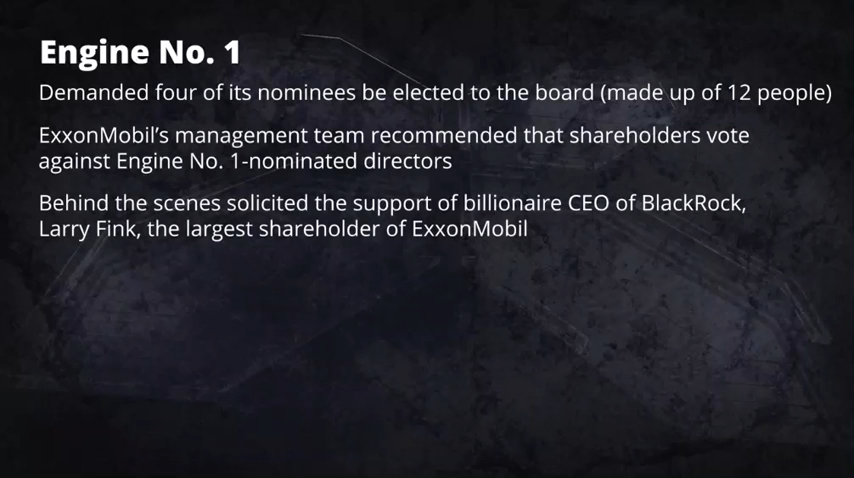 Engine No. 1
Demanded four of its nominees be elected to the board (made up of 12 people)
ExxonMobil’s management team recommended that shareholders vote
against Engine No. 1-nominated directors
Behind the scenes solicited the support of billionaire CEO of BlackRock,
Larry Fink, the largest shareholder of ExxonMobil